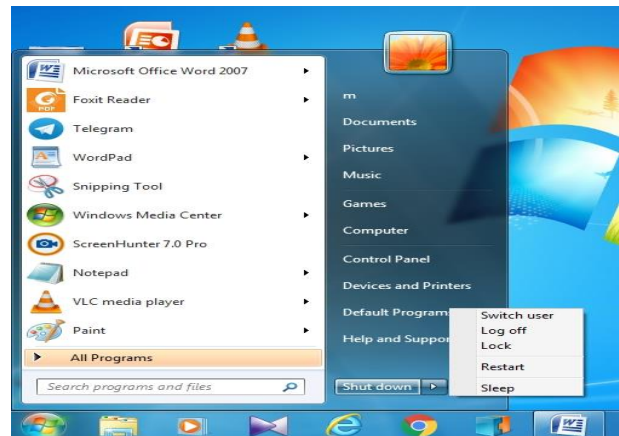 Microsoft Office Word 2007
Foxit Reader
Telegram
WordPad
Snipping Tool
Windows Media Center
ScreenHunter 7.0 Pro
Notepad
VLC media player
Paint
All Programs
Search programs and files
m
Documents
Pictures
Music
Games
Computer
Control Panel
Devices and Printers
Default Program
Help and Suppor
Shut down
Switch user
Log off
Lock
Restart
Sleep